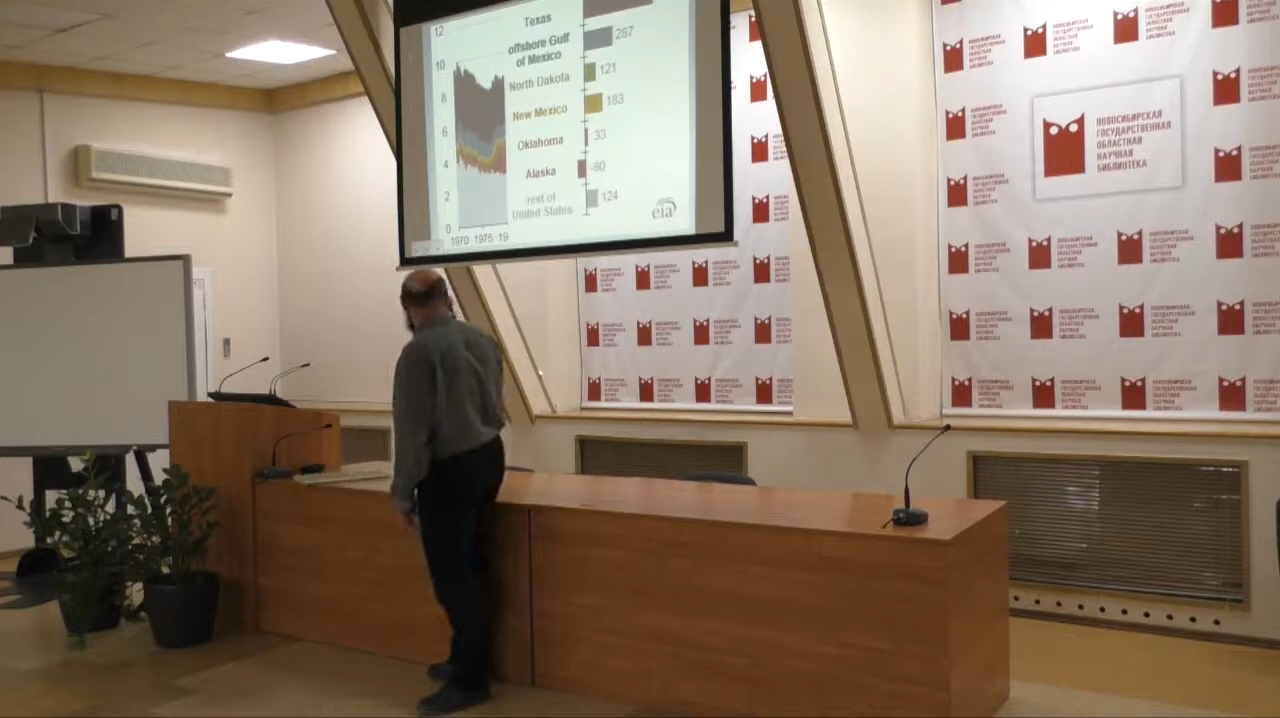 12
10
8
6
4
2
0
1970 1975 19
Texas
offshore Gulf
of Mexico
287
North Dakota
121
New Mexico
183
Oklahoma
33
Alaska
-80
rest of
United States
124
eia
НОВОСИБИРСКАЯ
ГОСУДАРСТВЕННАЯ
ОБЛАСТНАЯ
НАУЧНАЯ
БИБЛИОТЕКА